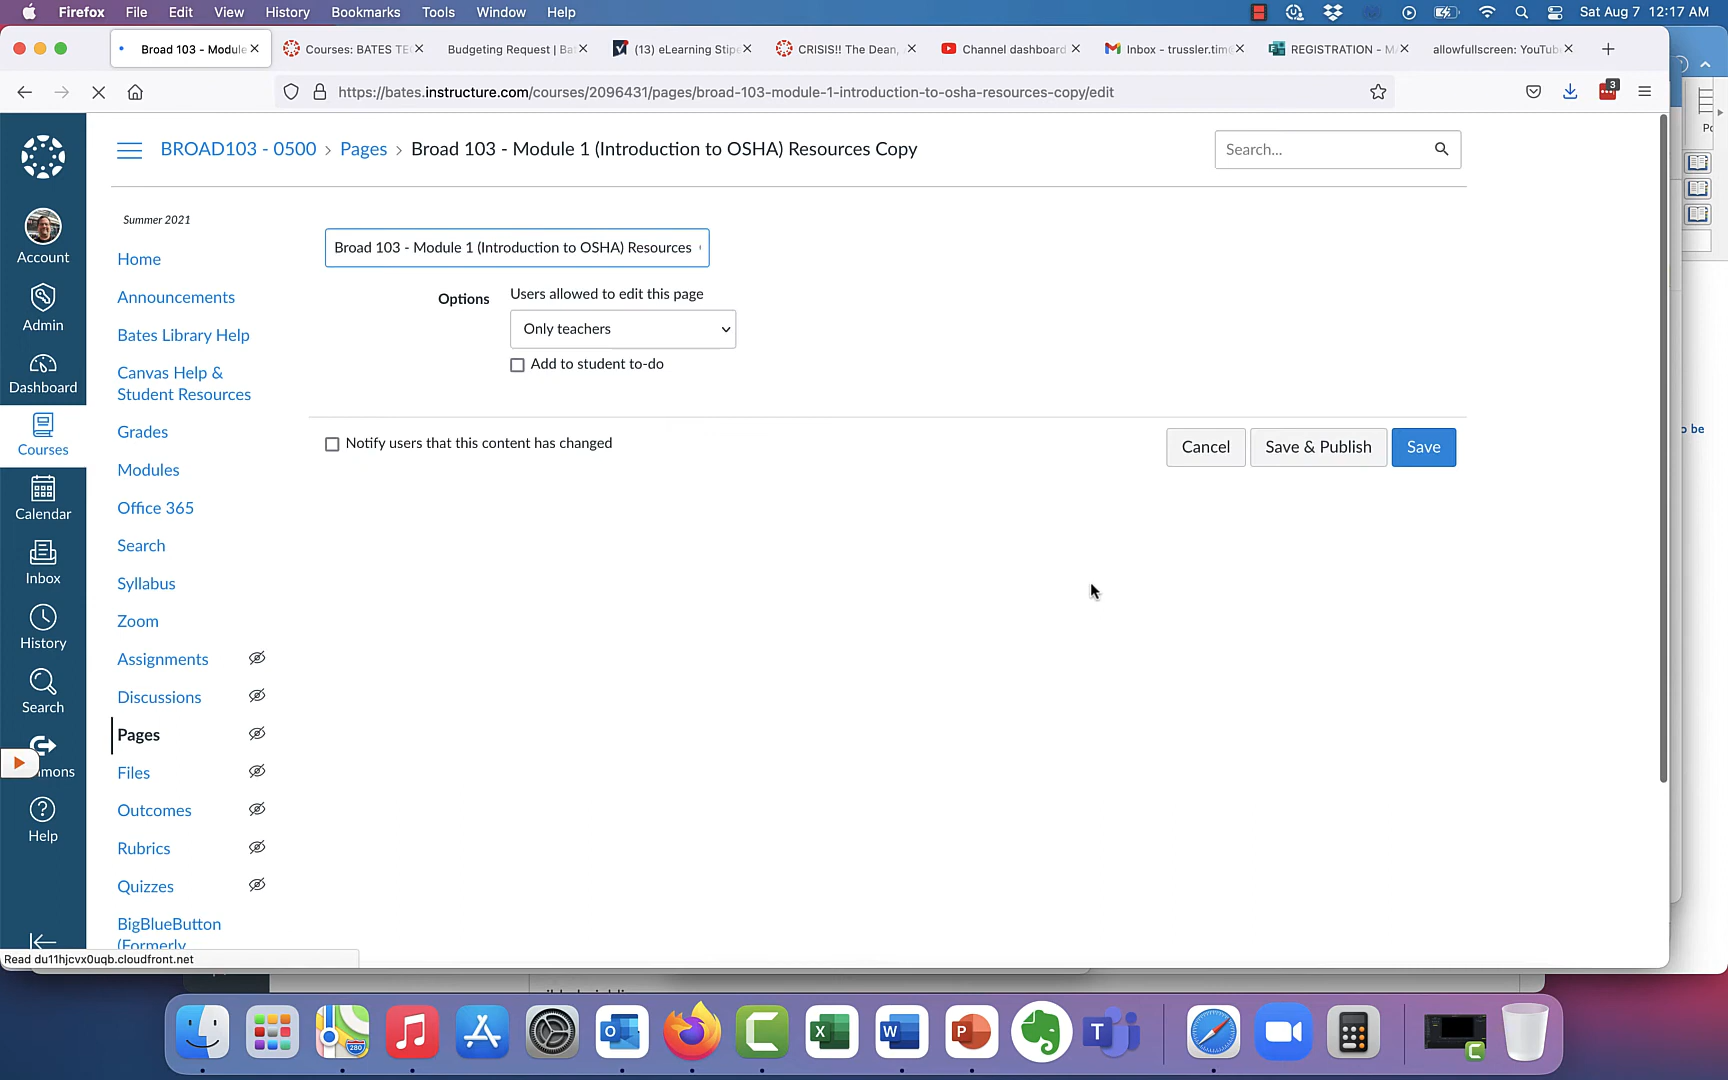 Firefox File Edit View History Bookmarks Tools Window Help Sat Aug 7 12:17 AM
Broad 103 - Module Courses: BATES TE Budgeting Request | Ba (13) eLearning Stipe CRISIS!! The Dean, Channel dashboard Inbox - trussler.tim@ REGISTRATION - M allowfullscreen: YouTube
https://bates.instructure.com/courses/2096431/pages/broad-103-module-1-introduction-to-osha-resources-copy/edit
3
BROAD103 - 0500 > Pages > Broad 103 - Module 1 (Introduction to OSHA) Resources Copy
Search...
Account
Admin
Dashboard
Courses
Calendar
Inbox
History
Search
mmons
Help
Summer 2021
Home
Announcements
Bates Library Help
Canvas Help &
Student Resources
Grades
Modules
Office 365
Search
Syllabus
Zoom
Assignments
Discussions
Pages
Files
Outcomes
Rubrics
Quizzes
BigBlueButton
(Formerly
Broad 103 - Module 1 (Introduction to OSHA) Resources
Options
Users allowed to edit this page
Only teachers
Add to student to-do
Notify users that this content has changed
Cancel
Save & Publish
Save
o be
Read du11hjcvx0uqb.cloudfront.net
280